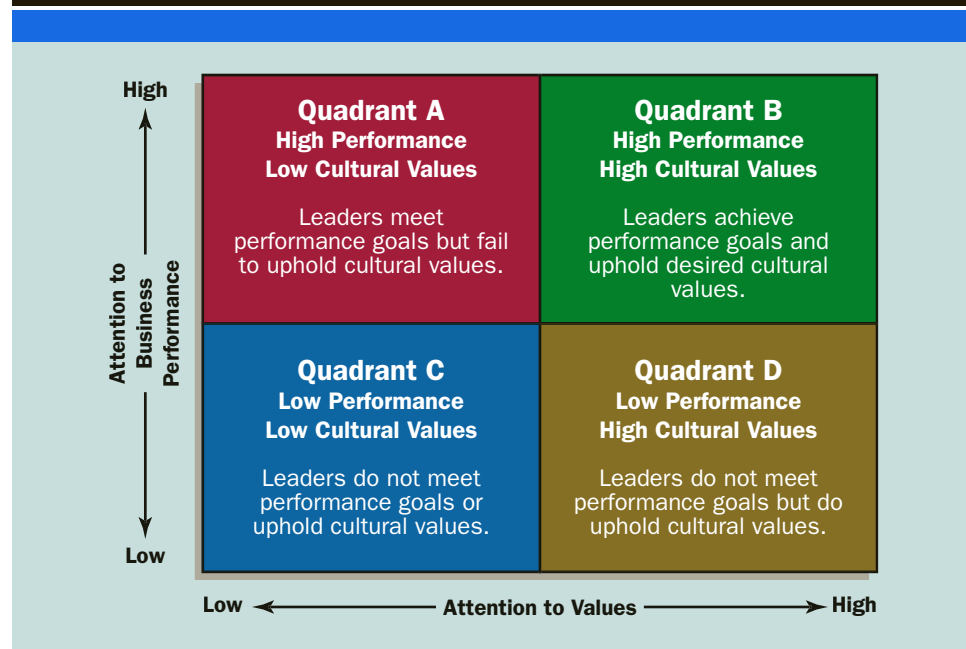 High
Quadrant A
High Performance
Low Cultural Values
Leaders meet
performance goals but fail
to uphold cultural values.
Quadrant B
High Performance
High Cultural Values
Leaders achieve
performance goals and
uphold desired cultural
values.
Attention to
Business
Performance
Quadrant C
Low Performance
Low Cultural Values
Leaders do not meet
performance goals or
uphold cultural values.
Quadrant D
Low Performance
High Cultural Values
Leaders do not meet
performance goals but do
uphold cultural values.
Low
Low
Attention to Values
High